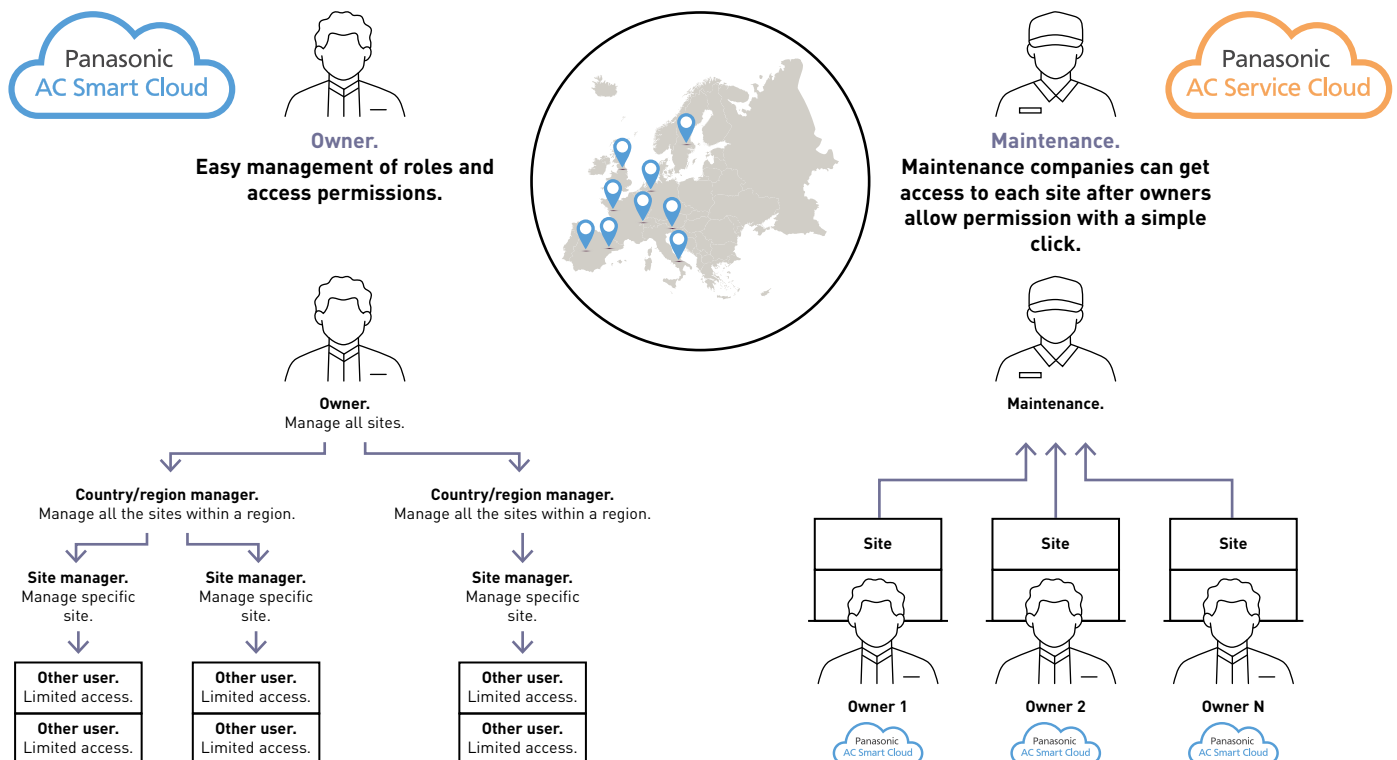 Panasonic
AC Smart Cloud
Owner.
Easy management of roles and
access permissions.
Maintenance.
Maintenance companies can get
access to each site after owners
allow permission with a simple
click.
Panasonic
AC Service Cloud
Owner.
Manage all sites.
Country/region manager.
Manage all the sites within a region.
Country/region manager.
Manage all the sites within a region.
Site manager.
Manage specific
site.
Site manager.
Manage specific
site.
Site manager.
Manage specific
site.
Other user.
Limited access.
Other user.
Limited access.
Other user.
Limited access.
Other user.
Limited access.
Other user.
Limited access.
Other user.
Limited access.
Maintenance.
Site
Site
Site
Owner 1
Owner 2
Owner N
Panasonic
AC Smart Cloud
Panasonic
AC Smart Cloud
Panasonic
AC Smart Cloud